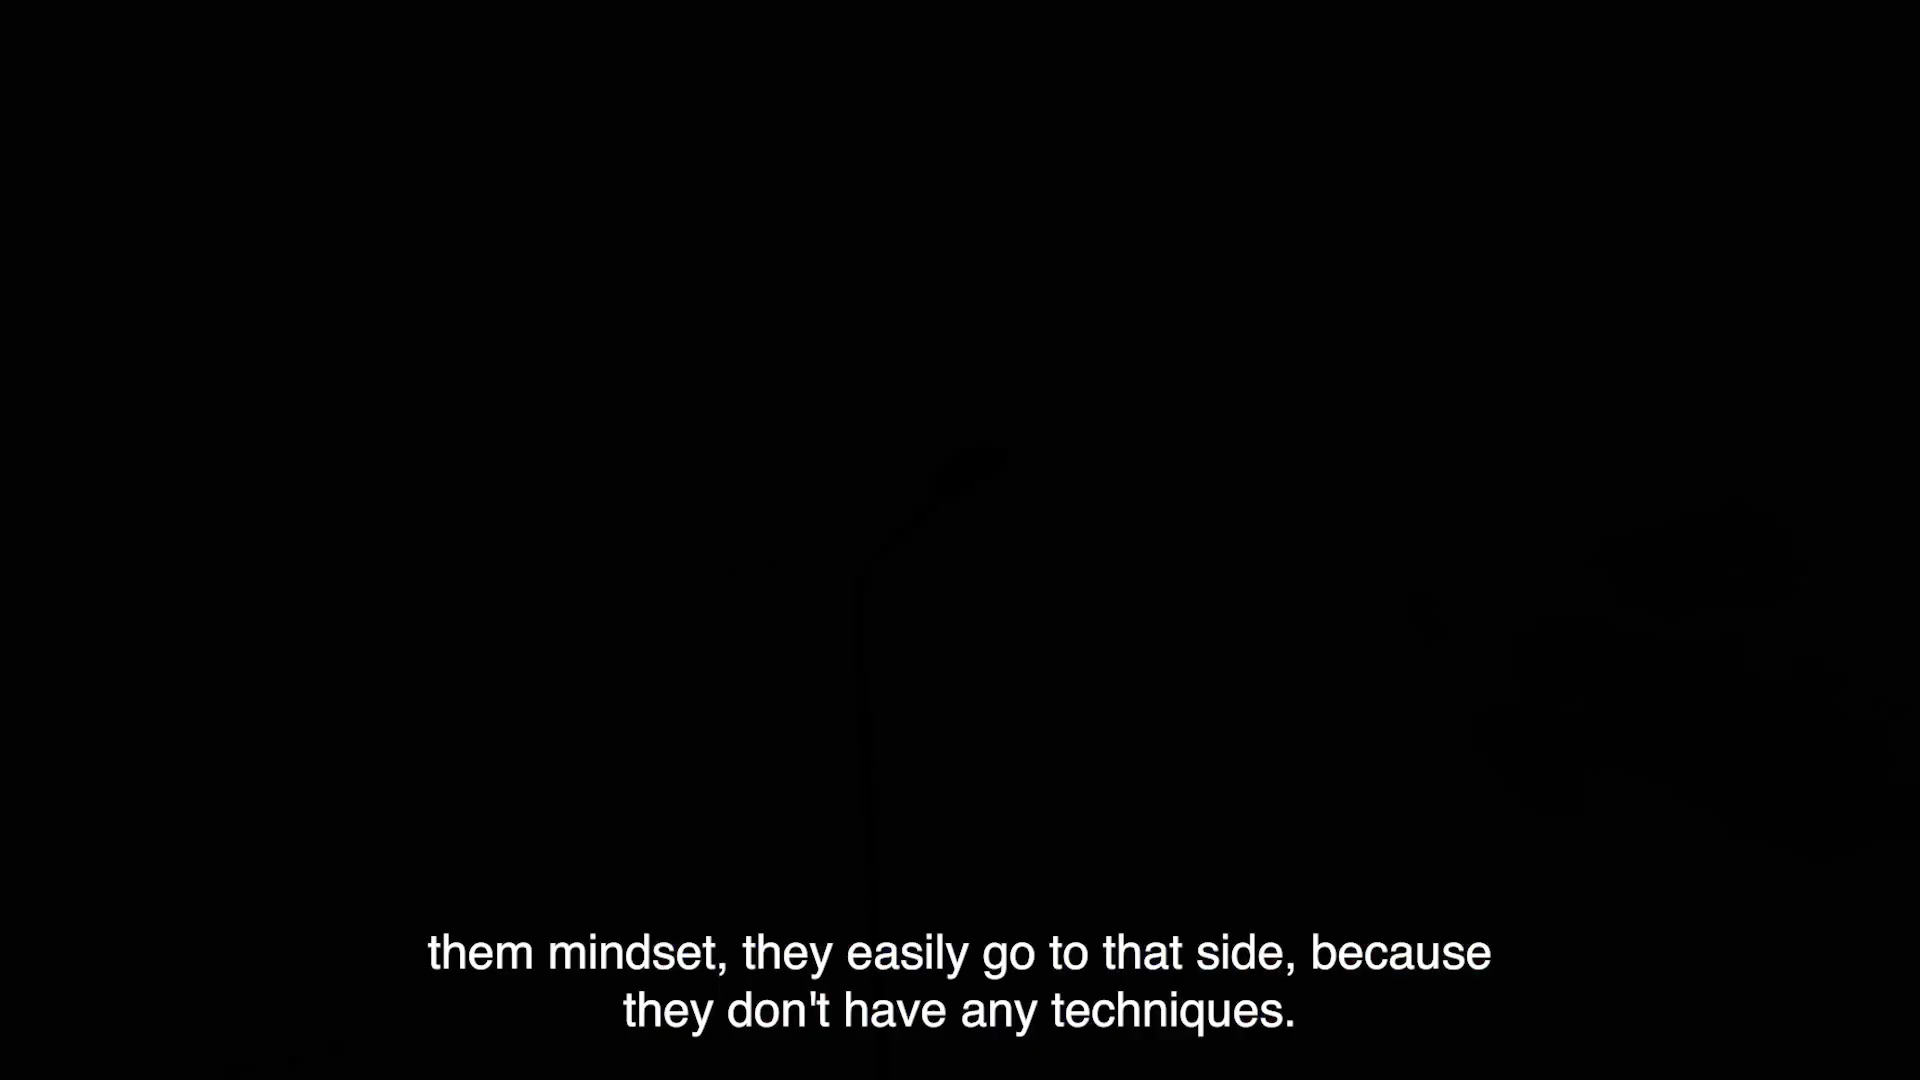 them mindset, they easily go to that side, because
they don't have any techniques.